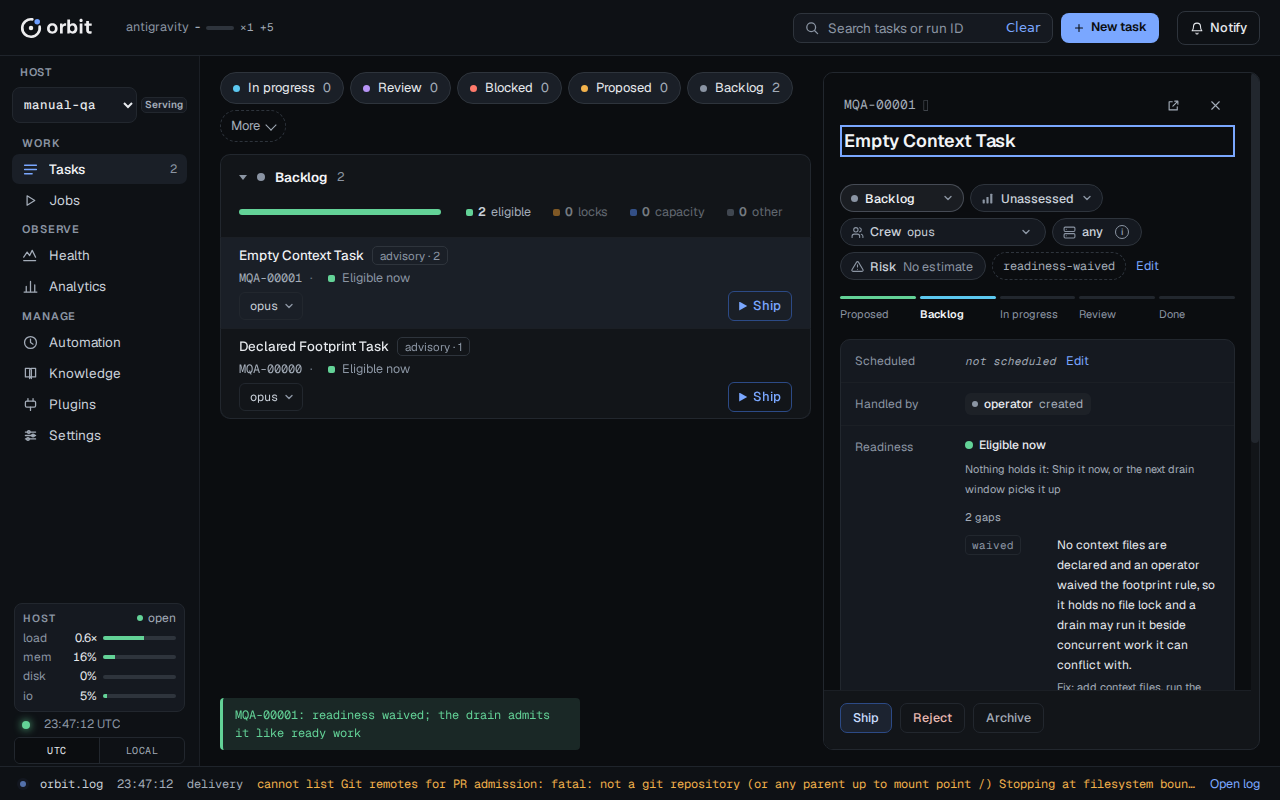 orbit
antigravity - ×1 +5
Search tasks or run ID Clear
+ New task
Notify
HOST
manual-qa Serving
WORK
Tasks 2
Jobs
OBSERVE
Health
Analytics
MANAGE
Automation
Knowledge
Plugins
Settings
HOST open
load 0.6×
mem 16%
disk 0%
io 5%
23:47:12 UTC
UTC LOCAL
In progress 0 Review 0 Blocked 0 Proposed 0 Backlog 2
More
Backlog 2
2 eligible 0 locks 0 capacity 0 other
Empty Context Task advisory · 2
MQA-00001 · Eligible now
opus Ship
Declared Footprint Task advisory · 1
MQA-00000 · Eligible now
opus Ship
MQA-00001: readiness waived; the drain admits
it like ready work
MQA-00001
Empty Context Task
Backlog Unassessed
Crew opus any
Risk No estimate readiness-waived Edit
Proposed Backlog In progress Review Done
Scheduled not scheduled Edit
Handled by operator created
Readiness Eligible now
Nothing holds it: Ship it now, or the next drain
window picks it up
2 gaps
waived No context files are
declared and an operator
waived the footprint rule, so
it holds no file lock and a
drain may run it beside
concurrent work it can
conflict with.
Fix: add context files, run the
Ship Reject Archive
orbit.log 23:47:12 delivery cannot list Git remotes for PR admission: fatal: not a git repository (or any parent up to mount point /) Stopping at filesystem boun… Open log